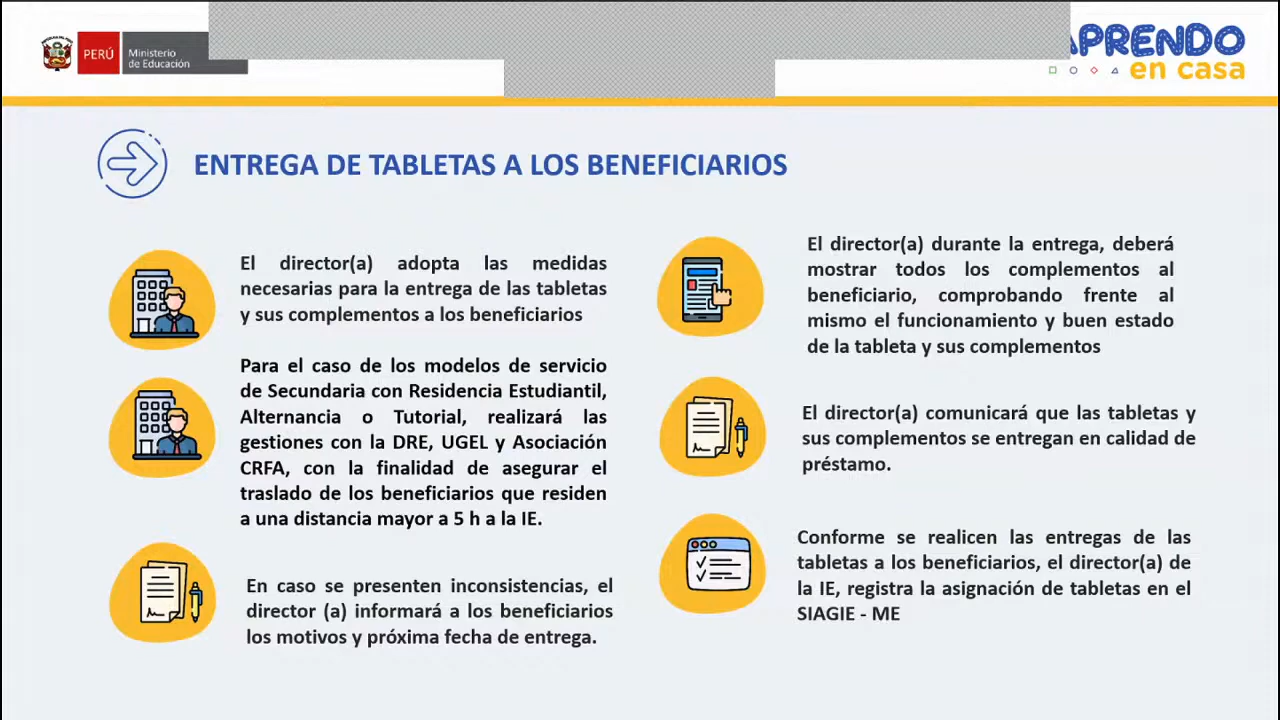 PERÚ
Ministerio
de Educación
APRENDO
en casa
ENTREGA DE TABLETAS A LOS BENEFICIARIOS
El director(a) adopta las medidas
necesarias para la entrega de las tabletas
y sus complementos a los beneficiarios
Para el caso de los modelos de servicio
de Secundaria con Residencia Estudiantil,
Alternancia o Tutorial, realizará las
gestiones con la DRE, UGEL y Asociación
CRFA, con la finalidad de asegurar el
traslado de los beneficiarios que residen
a una distancia mayor a 5 h a la IE.
En caso se presenten inconsistencias, el
director (a) informará a los beneficiarios
los motivos y próxima fecha de entrega.
El director(a) durante la entrega, deberá
mostrar todos los complementos al
beneficiario, comprobando frente al
mismo el funcionamiento y buen estado
de la tableta y sus complementos
El director(a) comunicará que las tabletas y
sus complementos se entregan en calidad de
préstamo.
Conforme se realicen las entregas de las
tabletas a los beneficiarios, el director(a) de
la IE, registra la asignación de tabletas en el
SIAGIE - ME